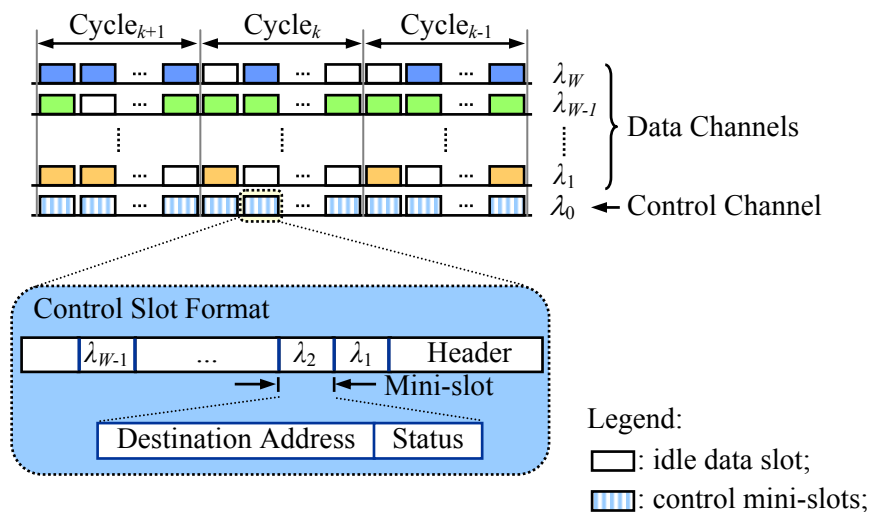 Cycle_{k+1} Cycle_k Cycle_{k-1}
... ... ... λ_W
... ... ... λ_{W-1}
Data Channels
... ... ... λ_1
... ... ... λ_0 Control Channel
Control Slot Format
λ_{W-1} ... λ_2 λ_1 Header
Mini-slot
Destination Address Status
Legend:
: idle data slot;
: control mini-slots;